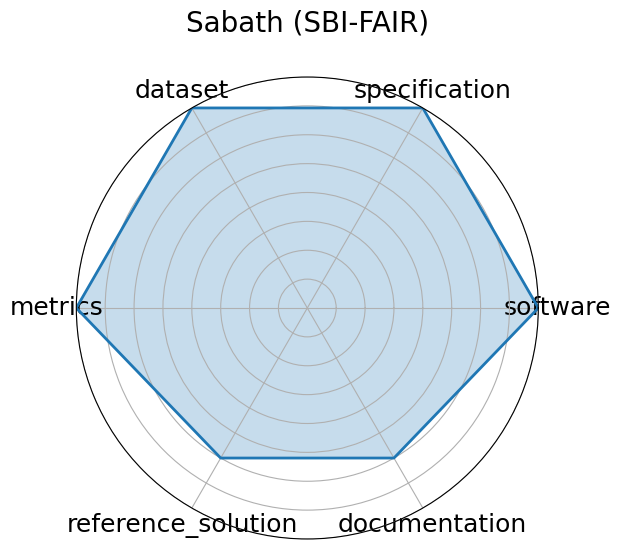 Sabath (SBI-FAIR)
dataset
specification
metrics
software
reference_solution
documentation